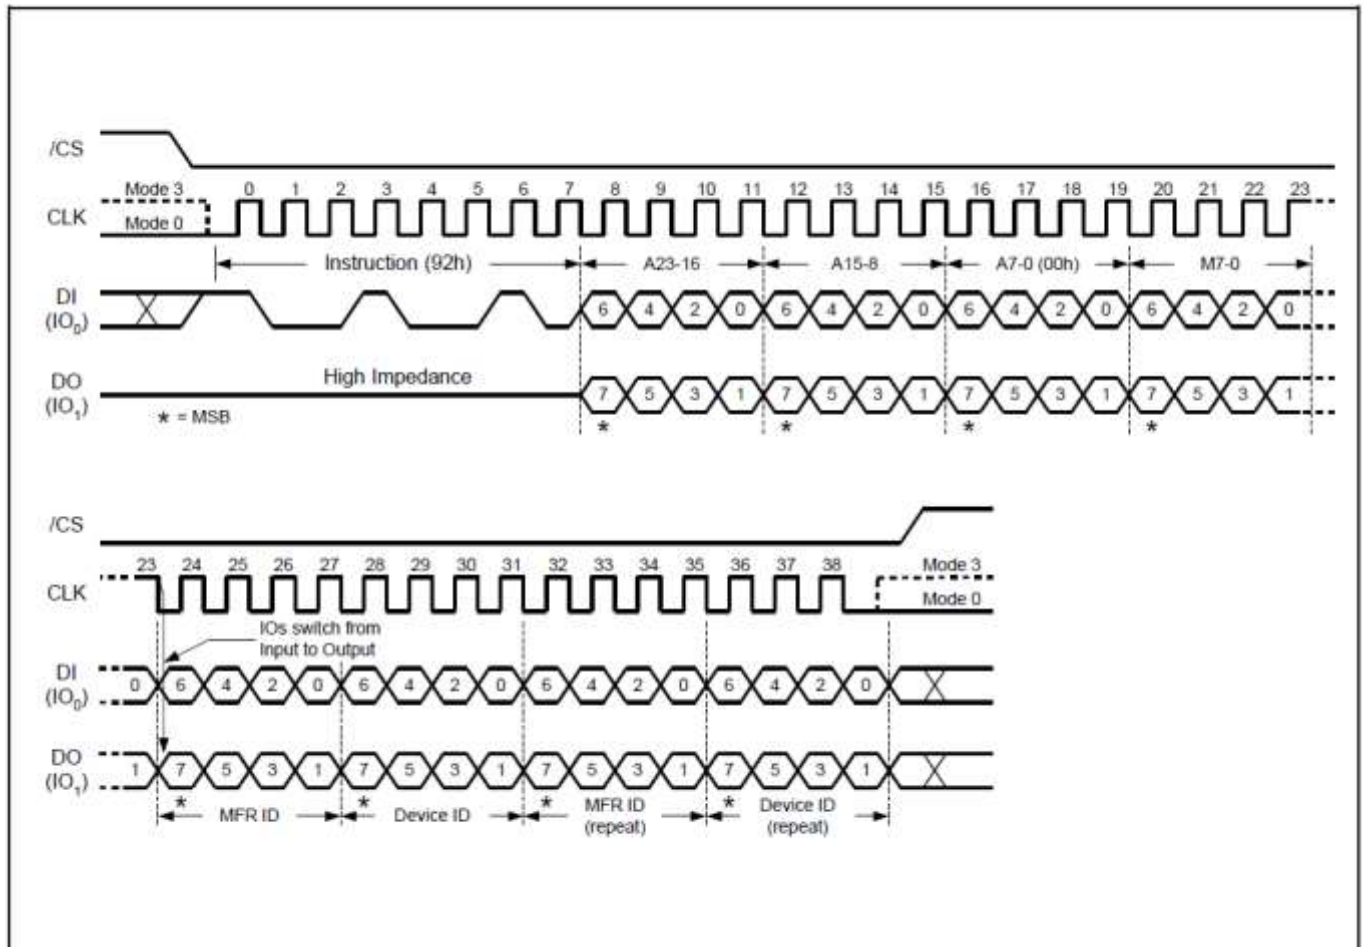 /CS
Mode 3 0 1 2 3 4 5 6 7 8 9 10 11 12 13 14 15 16 17 18 19 20 21 22 23
CLK
Mode 0
Instruction (92h) A23-16 A15-8 A7-0 (00h) M7-0
DI
(IO₀) 6 4 2 0 6 4 2 0 6 4 2 0 6 4 2 0
High Impedance
DO
(IO₁) 7 5 3 1 7 5 3 1 7 5 3 1 7 5 3 1
* = MSB * * * *
/CS
23 24 25 26 27 28 29 30 31 32 33 34 35 36 37 38 Mode 3
CLK
Mode 0
IOs switch from
Input to Output
DI
(IO₀) 0 6 4 2 0 6 4 2 0 6 4 2 0 6 4 2 0
DO
(IO₁) 1 7 5 3 1 7 5 3 1 7 5 3 1 7 5 3 1
* * * *
MFR ID Device ID MFR ID (repeat) Device ID (repeat)